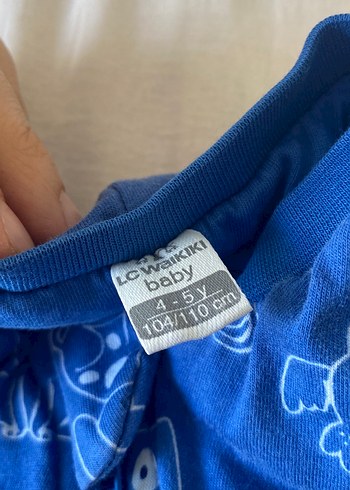 LC WAIKIKI
baby
4 - 5 y
104/110 cm